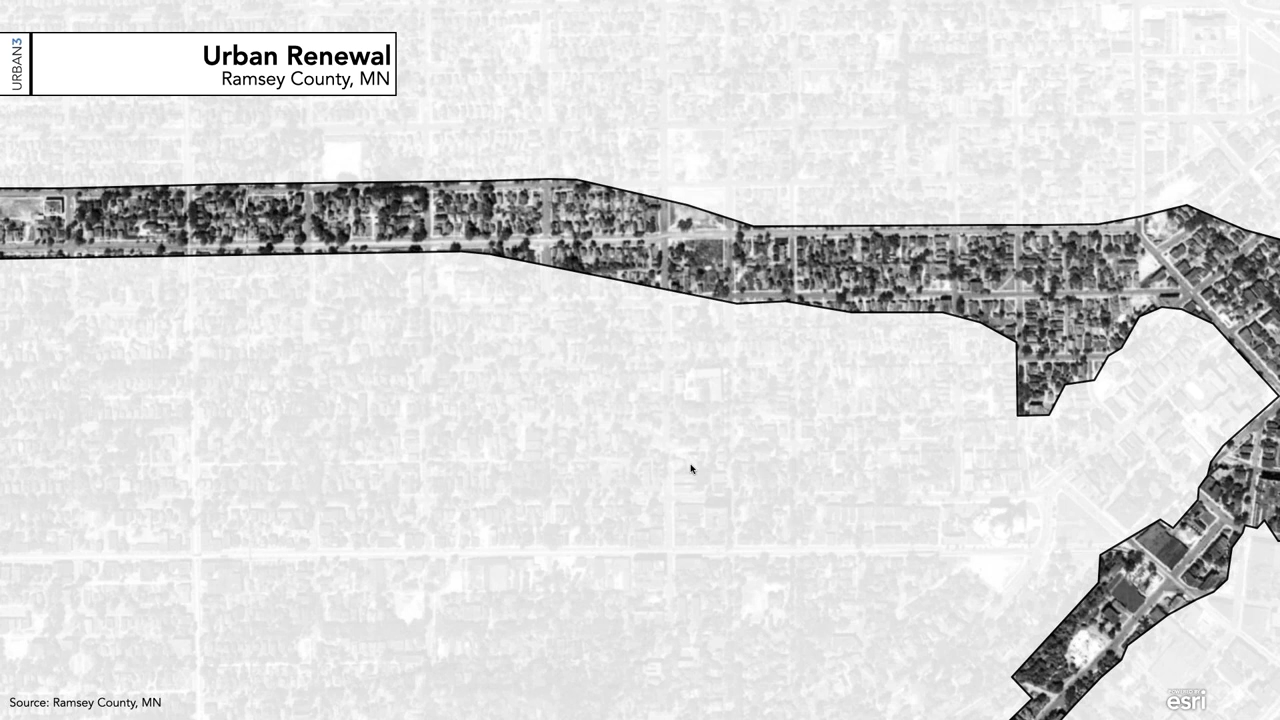 URBAN3
Urban Renewal
Ramsey County, MN
Source: Ramsey County, MN
esri